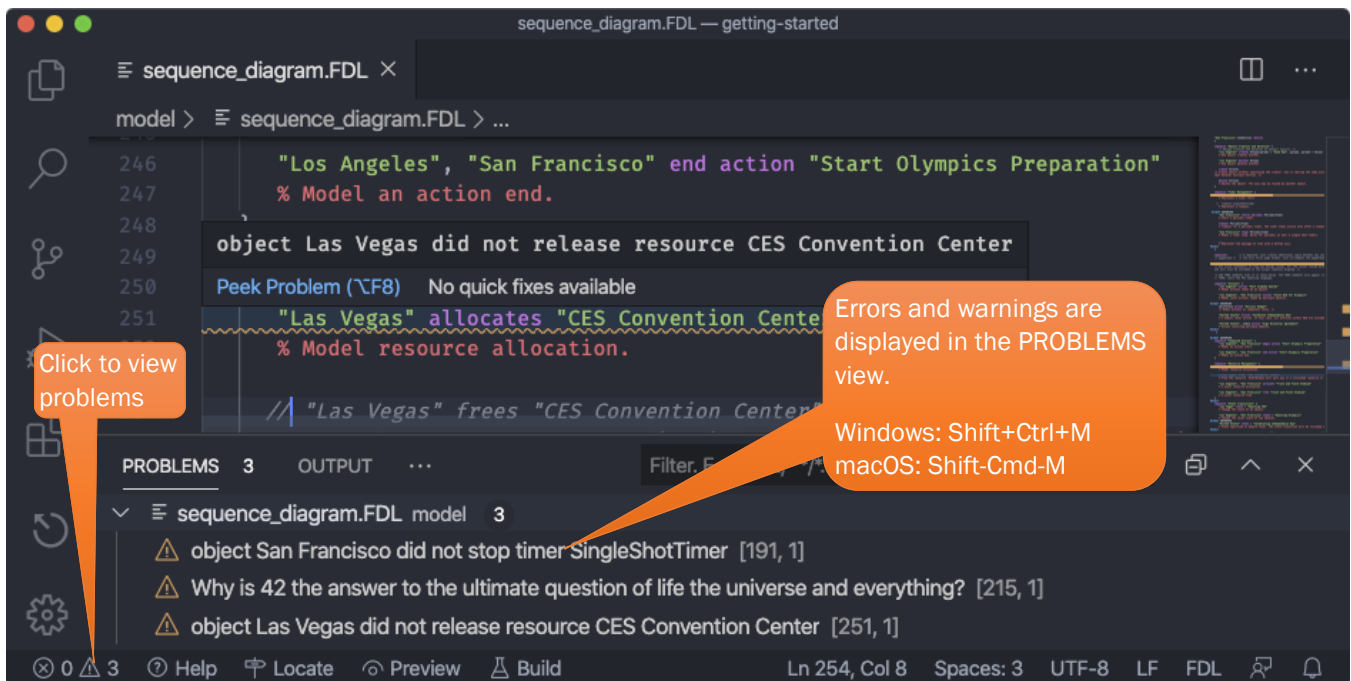 sequence_diagram.FDL — getting-started
sequence_diagram.FDL
model > sequence_diagram.FDL > ...
246 "Los Angeles", "San Francisco" end action "Start Olympics Preparation"
247 % Model an action end.
248
249
object Las Vegas did not release resource CES Convention Center
250
Peek Problem (⌥F8) No quick fixes available
251 "Las Vegas" allocates "CES Convention Cente
% Model resource allocation.
// "Las Vegas" frees "CES Convention Center"
Click to view
problems
Errors and warnings are
displayed in the PROBLEMS
view.
Windows: Shift+Ctrl+M
macOS: Shift-Cmd-M
PROBLEMS 3 OUTPUT ...
Filter.
sequence_diagram.FDL model 3
object San Francisco did not stop timer SingleShotTimer [191, 1]
Why is 42 the answer to the ultimate question of life the universe and everything? [215, 1]
object Las Vegas did not release resource CES Convention Center [251, 1]
0 3 Help Locate Preview Build Ln 254, Col 8 Spaces: 3 UTF-8 LF FDL